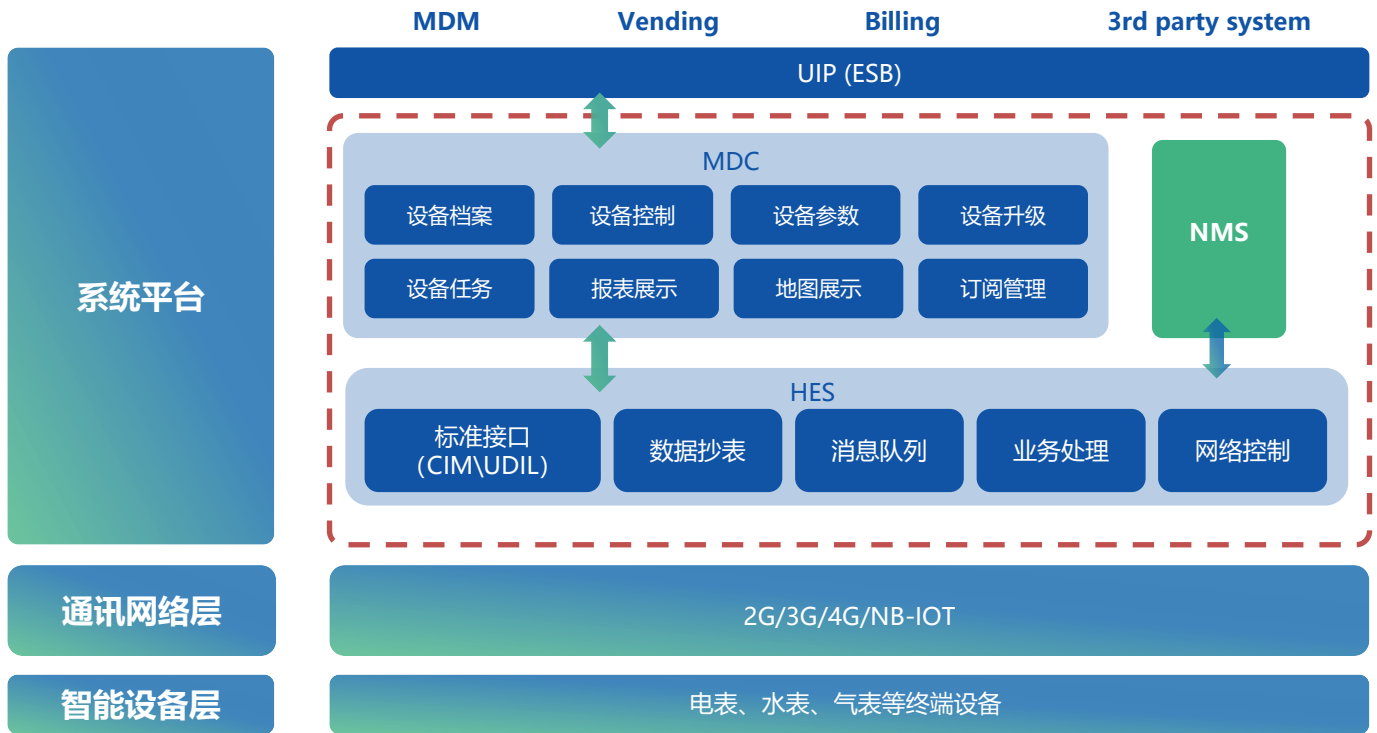 MDM Vending Billing 3rd party system
UIP (ESB)
系统平台
MDC
设备档案 设备控制 设备参数 设备升级
设备任务 报表展示 地图展示 订阅管理
NMS
HES
标准接口
(CIM\UDIL)
数据抄表 消息队列 业务处理 网络控制
通讯网络层
2G/3G/4G/NB-IOT
智能设备层
电表、水表、气表等终端设备